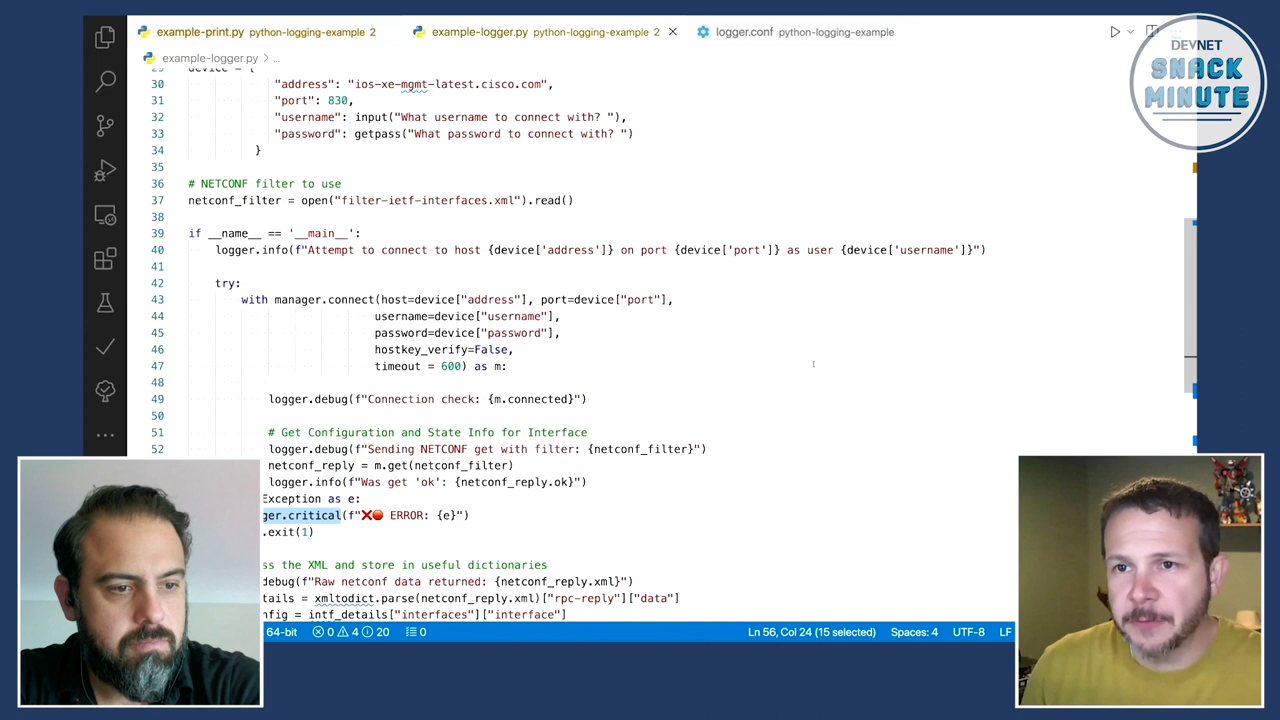 example-print.py python-logging-example 2
example-logger.py python-logging-example 2
logger.conf python-logging-example
DEVNET
SNACK
MINUTE
example-logger.py > ...
30 "address": "ios-xe-mgmt-latest.cisco.com",
31 "port": 830,
32 "username": input("What username to connect with? "),
33 "password": getpass("What password to connect with? ")
34 }
35
36 # NETCONF filter to use
37 netconf_filter = open("filter-ietf-interfaces.xml").read()
38
39 if __name__ == '__main__':
40 logger.info(f"Attempt to connect to host {device['address']} on port {device['port']} as user {device['username']}")
41
42 try:
43 with manager.connect(host=device["address"], port=device["port"],
44 username=device["username"],
45 password=device["password"],
46 hostkey_verify=False,
47 timeout = 600) as m:
48
49 logger.debug(f"Connection check: {m.connected}")
50
51 # Get Configuration and State Info for Interface
52 logger.debug(f"Sending NETCONF get with filter: {netconf_filter}")
netconf_reply = m.get(netconf_filter)
logger.info(f"Was get 'ok': {netconf_reply.ok}")
Exception as e:
ger.critical(f"❌🛑 ERROR: {e}")
.exit(1)
ss the XML and store in useful dictionaries
debug(f"Raw netconf data returned: {netconf_reply.xml}")
tails = xmltodict.parse(netconf_reply.xml)["rpc-reply"]["data"]
nfig = intf_details["interfaces"]["interface"]
64-bit 0 4 20 0 Ln 56, Col 24 (15 selected) Spaces: 4 UTF-8 LF